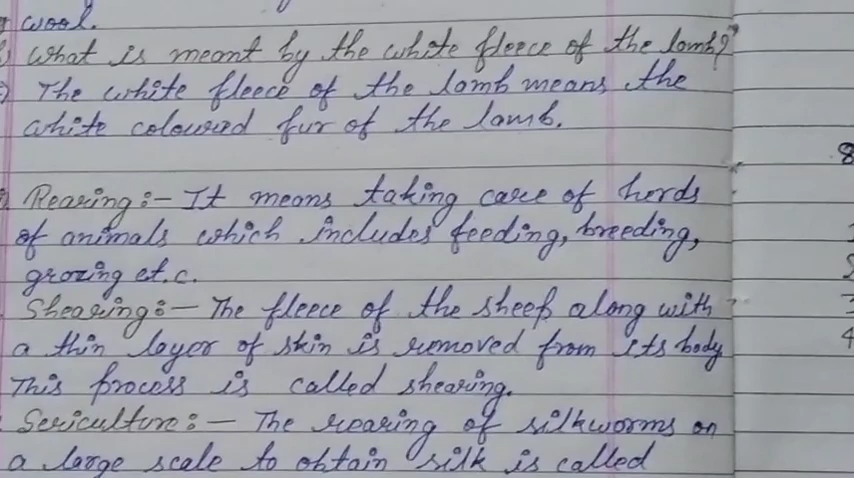 wool.
What is meant by the white fleece of the lamb?
The white fleece of the lamb means the
white coloured fur of the lamb.
8
Rearing:- It means taking care of herds
of animals which includes feeding, breeding,
grazing et.c.
Shearing:- The fleece of the sheep along with
a thin layer of skin is removed from its body
4
This process is called shearing.
Sericulture:- The rearing of silkworms on
a large scale to obtain silk is called